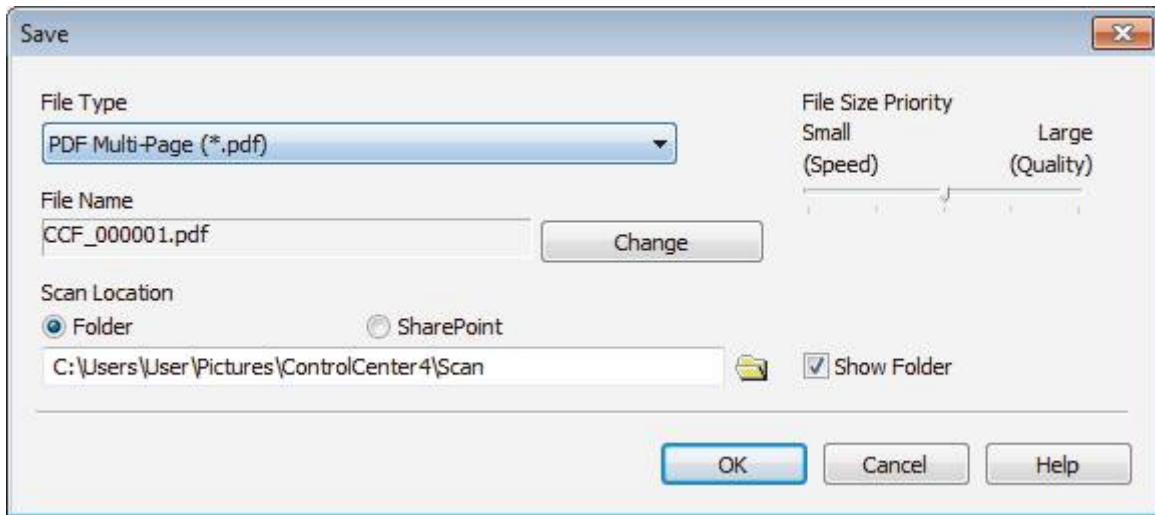 Save
File Type
PDF Multi-Page (*.pdf)
File Size Priority
Small Large
(Speed) (Quality)
File Name
CCF_000001.pdf
Change
Scan Location
Folder SharePoint
C:\Users\User\Pictures\ControlCenter4\Scan
Show Folder
OK Cancel Help